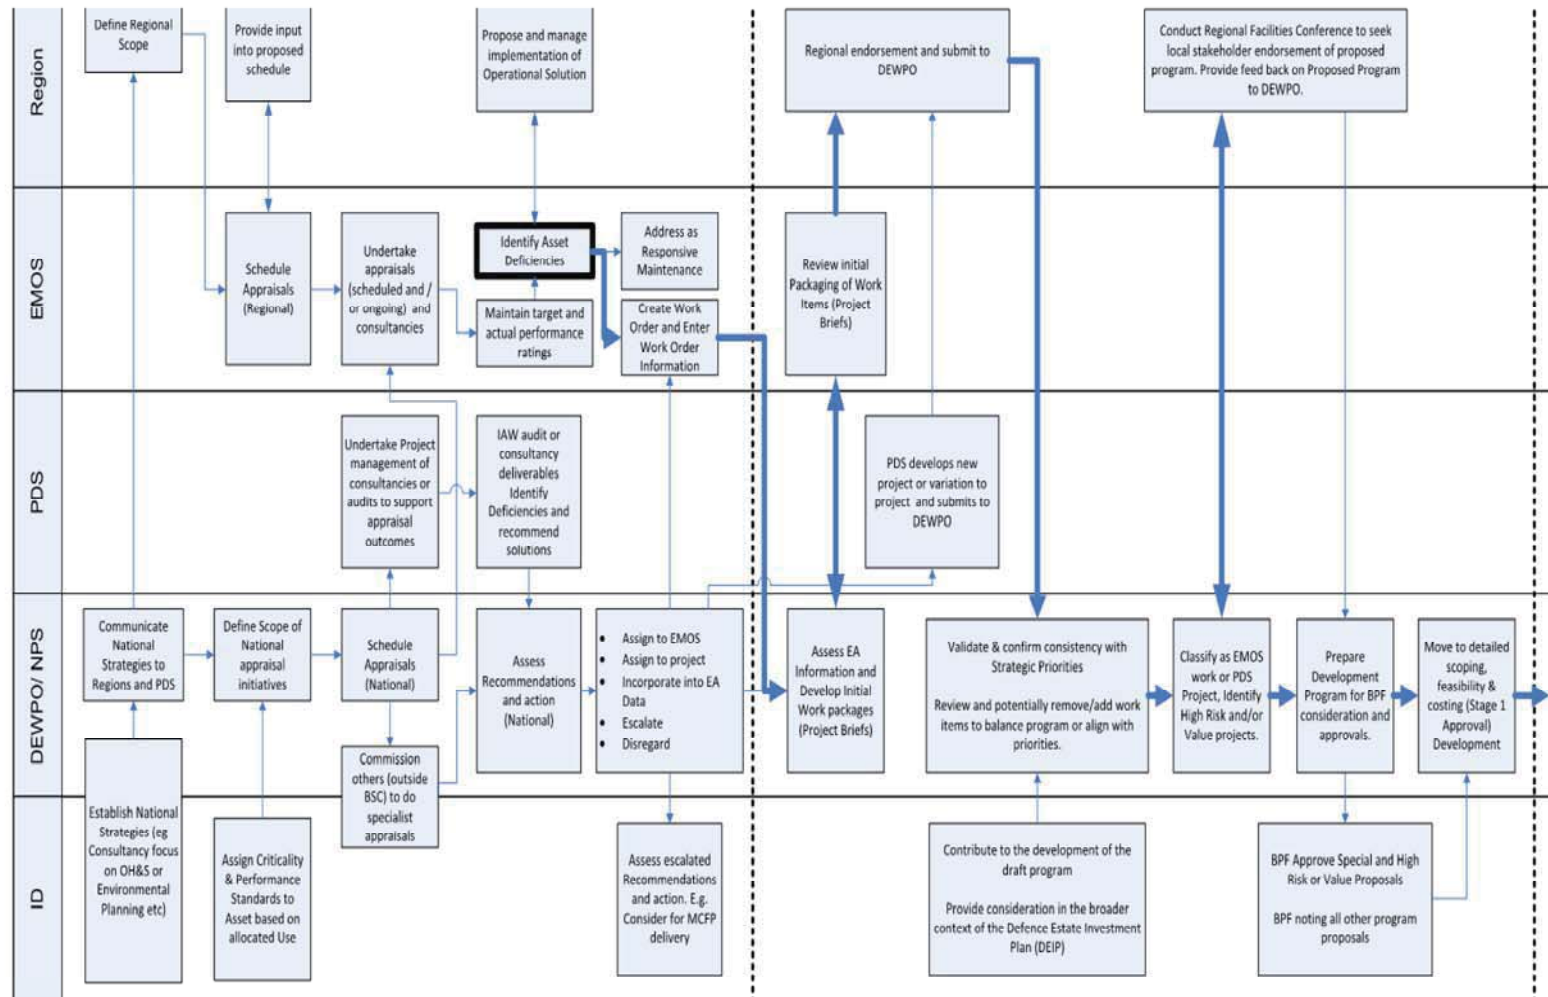 Region
Define Regional
Scope
Provide input
into proposed
schedule
Propose and manage
implementation of
Operational Solution
Regional endorsement and submit to
DEWPO
Conduct Regional Facilities Conference to seek
local stakeholder endorsement of proposed
program. Provide feed back on Proposed Program
to DEWPO.
EMOS
Schedule
Appraisals
(Regional)
Undertake
appraisals
(scheduled and /
or ongoing) and
consultancies
Identify Asset
Deficiencies
Maintain target and
actual performance
ratings
Address as
Responsive
Maintenance
Create Work
Order and Enter
Work Order
Information
Review initial
Packaging of Work
Items (Project
Briefs)
PDS
Undertake Project
management of
consultancies or
audits to support
appraisal
outcomes
IAW audit or
consultancy
deliverables
Identify
Deficiencies and
recommend
solutions
PDS develops new
project or variation to
project and submits to
DEWPO
DEWPO/ NPS
Communicate
National
Strategies to
Regions and PDS
Define Scope of
National
appraisal
initiatives
Schedule
Appraisals
(National)
Commission
others (outside
BSC) to do
specialist
appraisals
Assess
Recommendations
and action
(National)
• Assign to EMOS
• Assign to project
• Incorporate into EA
Data
• Escalate
• Disregard
Assess EA
Information and
Develop Initial
Work packages
(Project Briefs)
Validate & confirm consistency with
Strategic Priorities
Review and potentially remove/add work
items to balance program or align with
priorities.
Classify as EMOS
work or PDS
Project, Identify
High Risk and/or
Value projects.
Prepare
Development
Program for BPF
consideration and
approvals.
Move to detailed
scoping,
feasibility &
costing (Stage 1
Approval)
Development
ID
Establish National
Strategies (eg
Consultancy focus
on OH&S or
Environmental
Planning etc)
Assign Criticality
& Performance
Standards to
Asset based on
allocated Use
Assess escalated
Recommendations
and action. E.g.
Consider for MCFP
delivery
Contribute to the development of the
draft program
Provide consideration in the broader
context of the Defence Estate Investment
Plan (DEIP)
BPF Approve Special and High
Risk or Value Proposals
BPF noting all other program
proposals